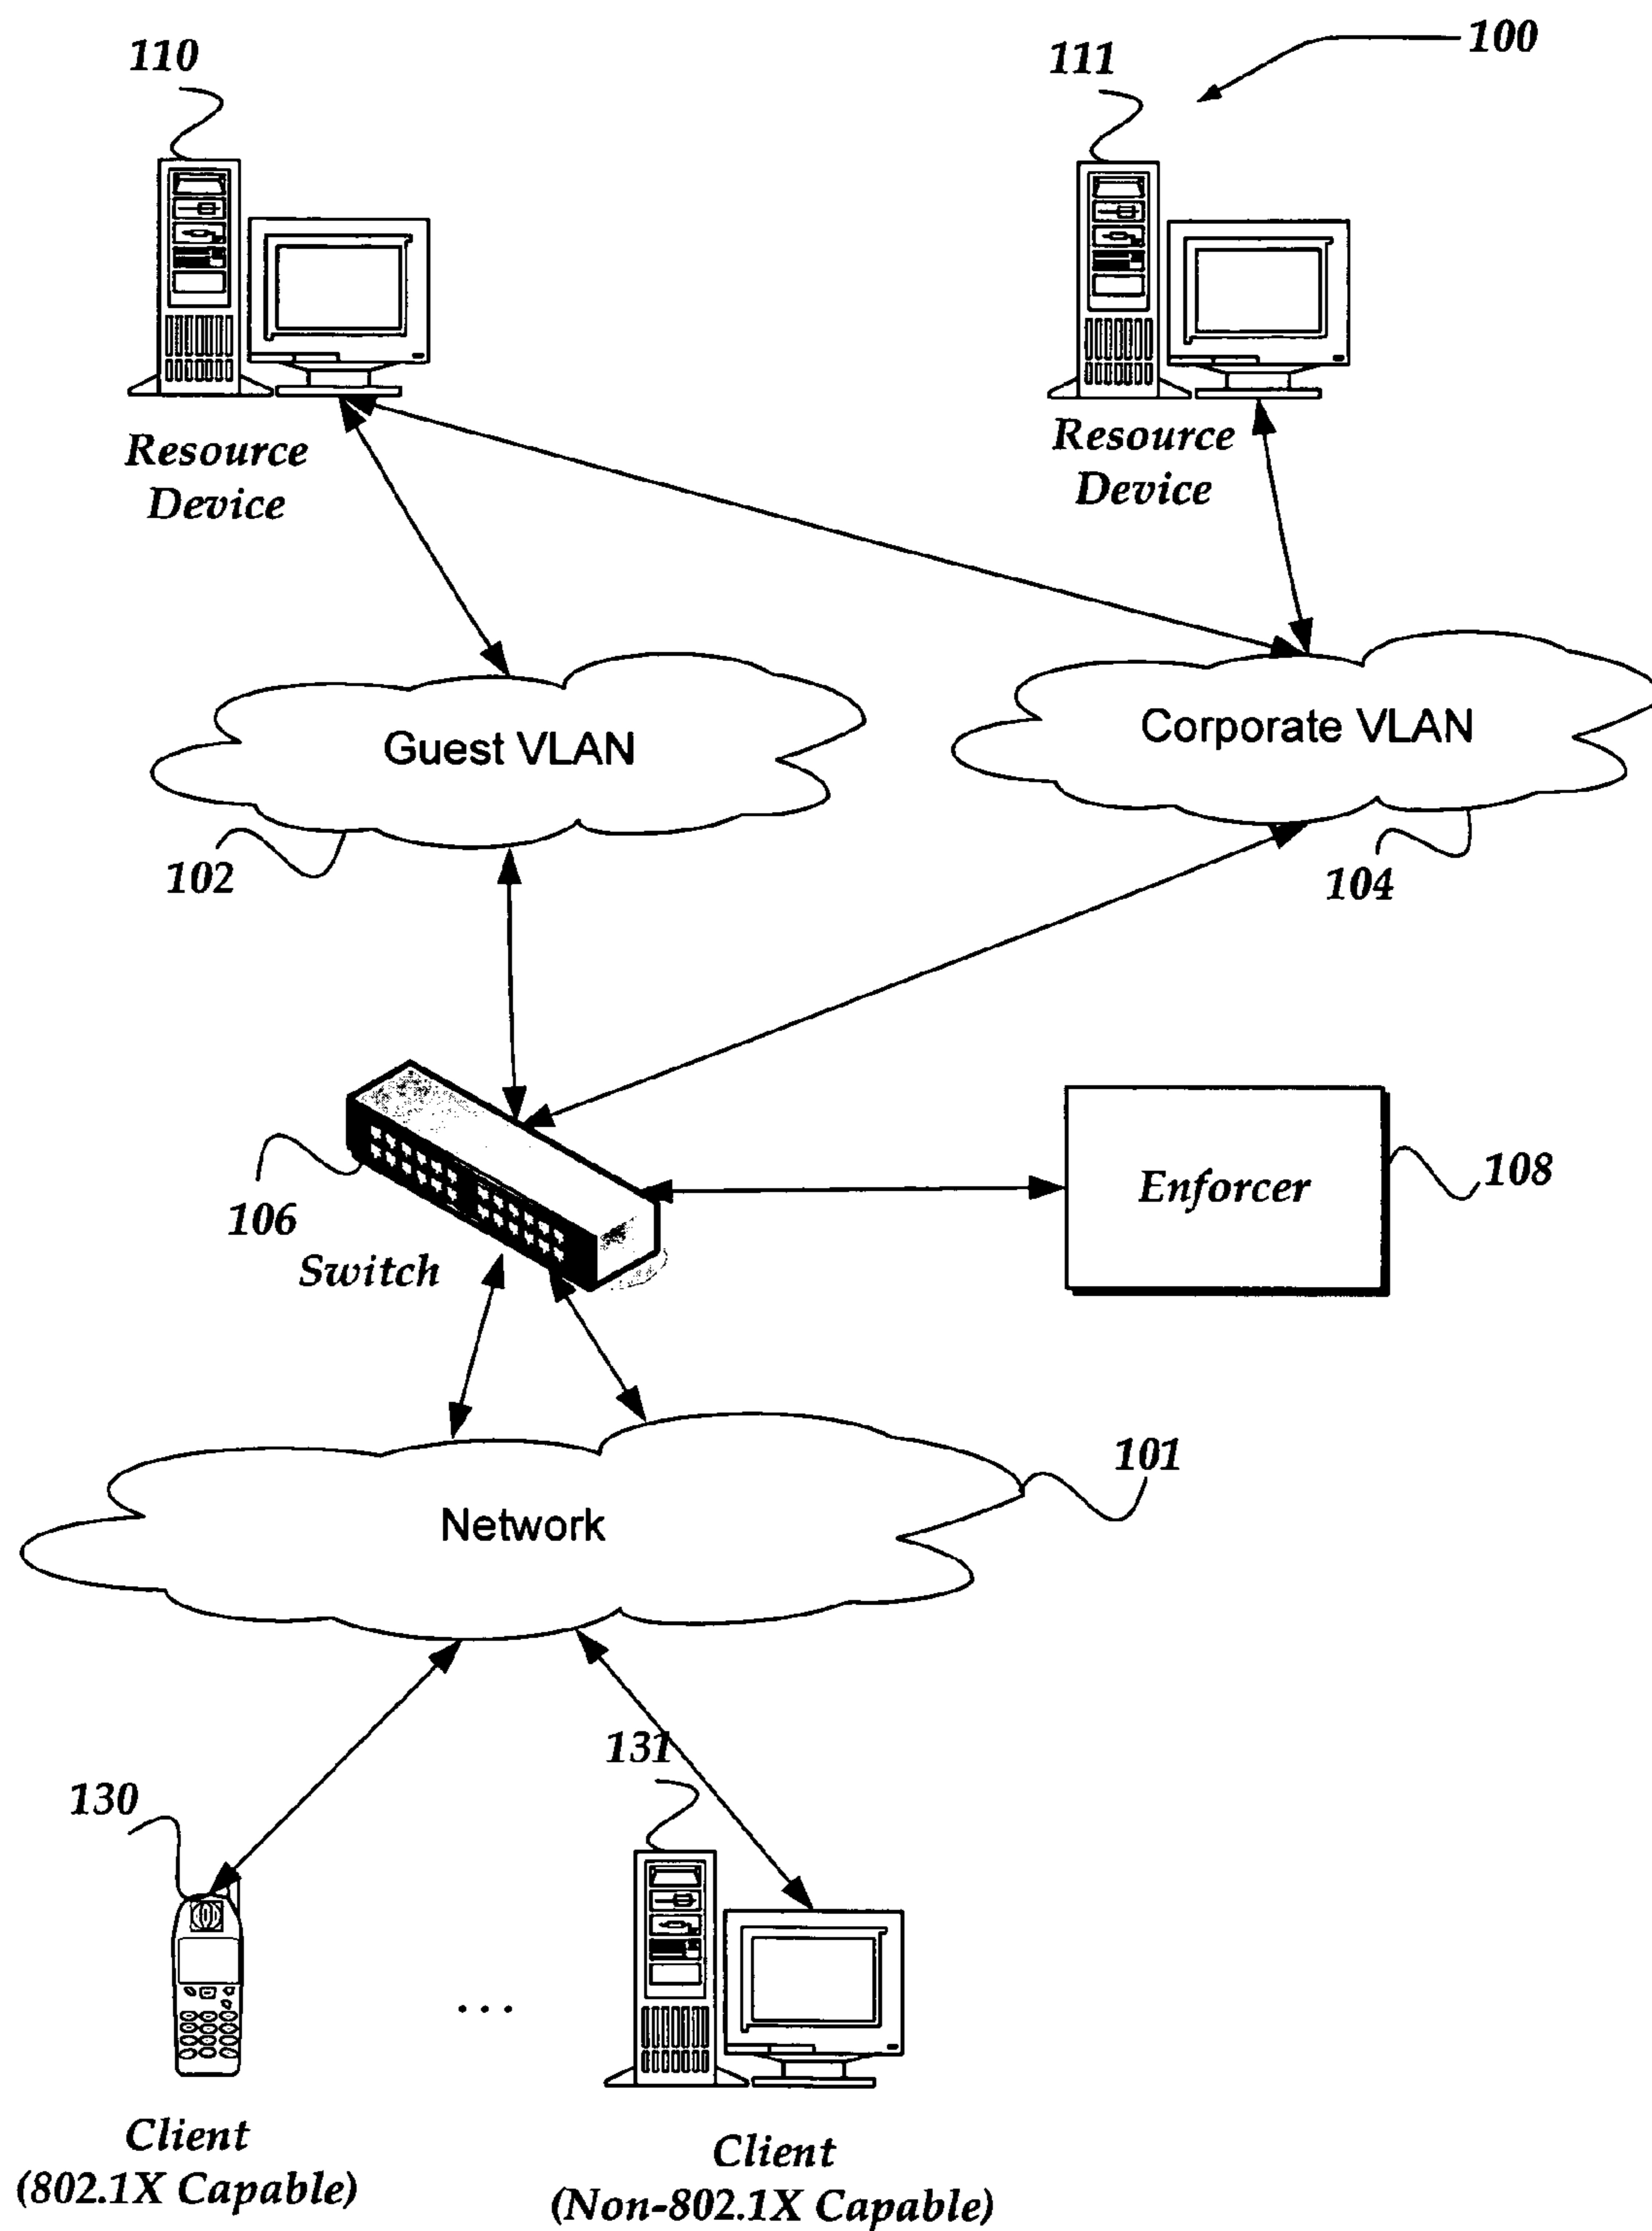 110
111
100
Resource
Device
Resource
Device
Guest VLAN
Corporate VLAN
102
104
106
Switch
Enforcer
108
101
Network
131
130
...
Client
(802.1X Capable)
Client
(Non-802.1X Capable)